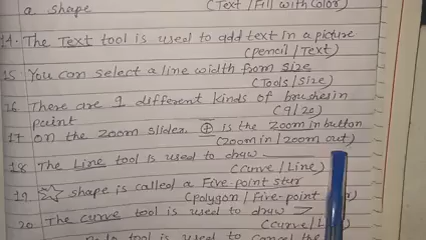 a shape (Text / Fill with color)
14. The Text tool is used to add text in a picture
(pencil / Text)
15 You can select a line width from Size
(Tools / Size)
16 There are 9 different kinds of brushes in
paint (9/20)
17 On the Zoom slider ⊕ is the Zoom in button
(Zoom in / Zoom out)
18 The Line tool is used to draw
(Curve / Line)
19 shape is called a Five-point star
(polygon / Five-point
20 The curve tool is used to draw
(curve / L
tool is used to cancel the